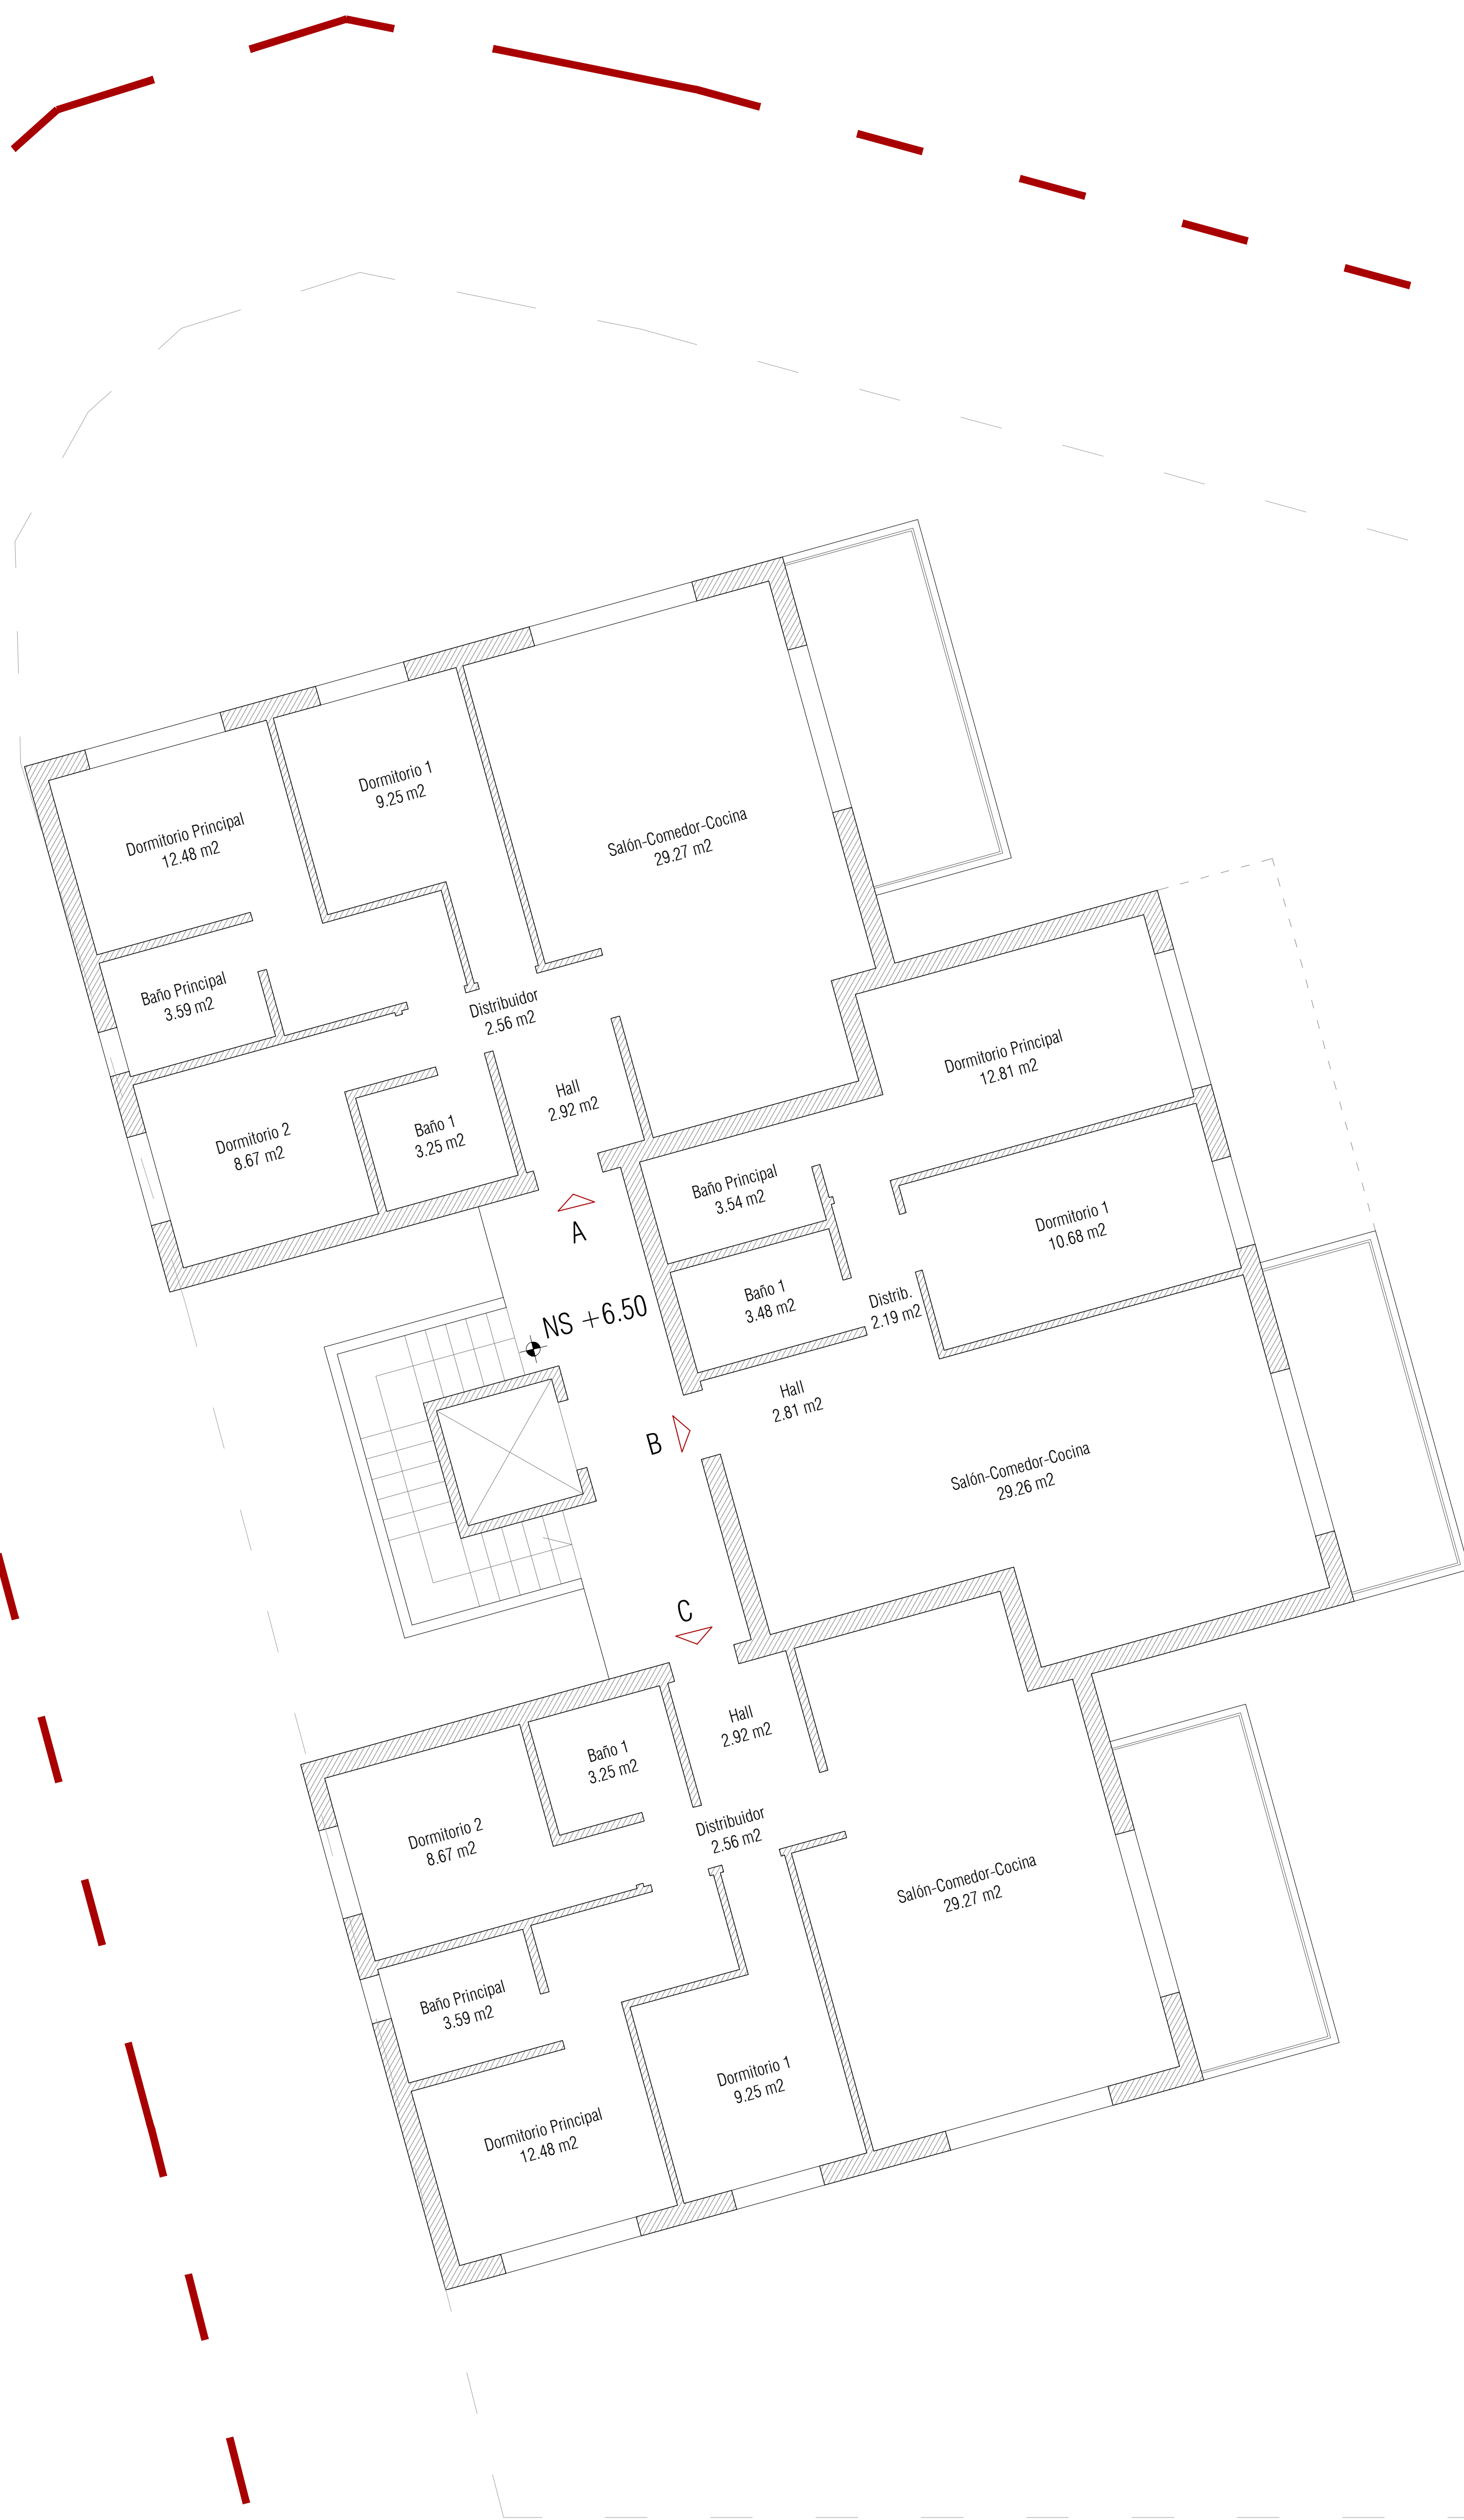 Dormitorio 1
9.25 m2
Dormitorio Principal
12.48 m2
Salón-Comedor-Cocina
29.27 m2
Baño Principal
3.59 m2
Distribuidor
2.56 m2
Hall
2.92 m2
Dormitorio 2
8.67 m2
Baño 1
3.25 m2
A
Dormitorio Principal
12.81 m2
Baño Principal
3.54 m2
Dormitorio 1
10.68 m2
Baño 1
3.48 m2
Distrib.
2.19 m2
NS +6.50
Hall
2.81 m2
B
Salón-Comedor-Cocina
29.26 m2
C
Hall
2.92 m2
Baño 1
3.25 m2
Dormitorio 2
8.67 m2
Distribuidor
2.56 m2
Salón-Comedor-Cocina
29.27 m2
Baño Principal
3.59 m2
Dormitorio 1
9.25 m2
Dormitorio Principal
12.48 m2